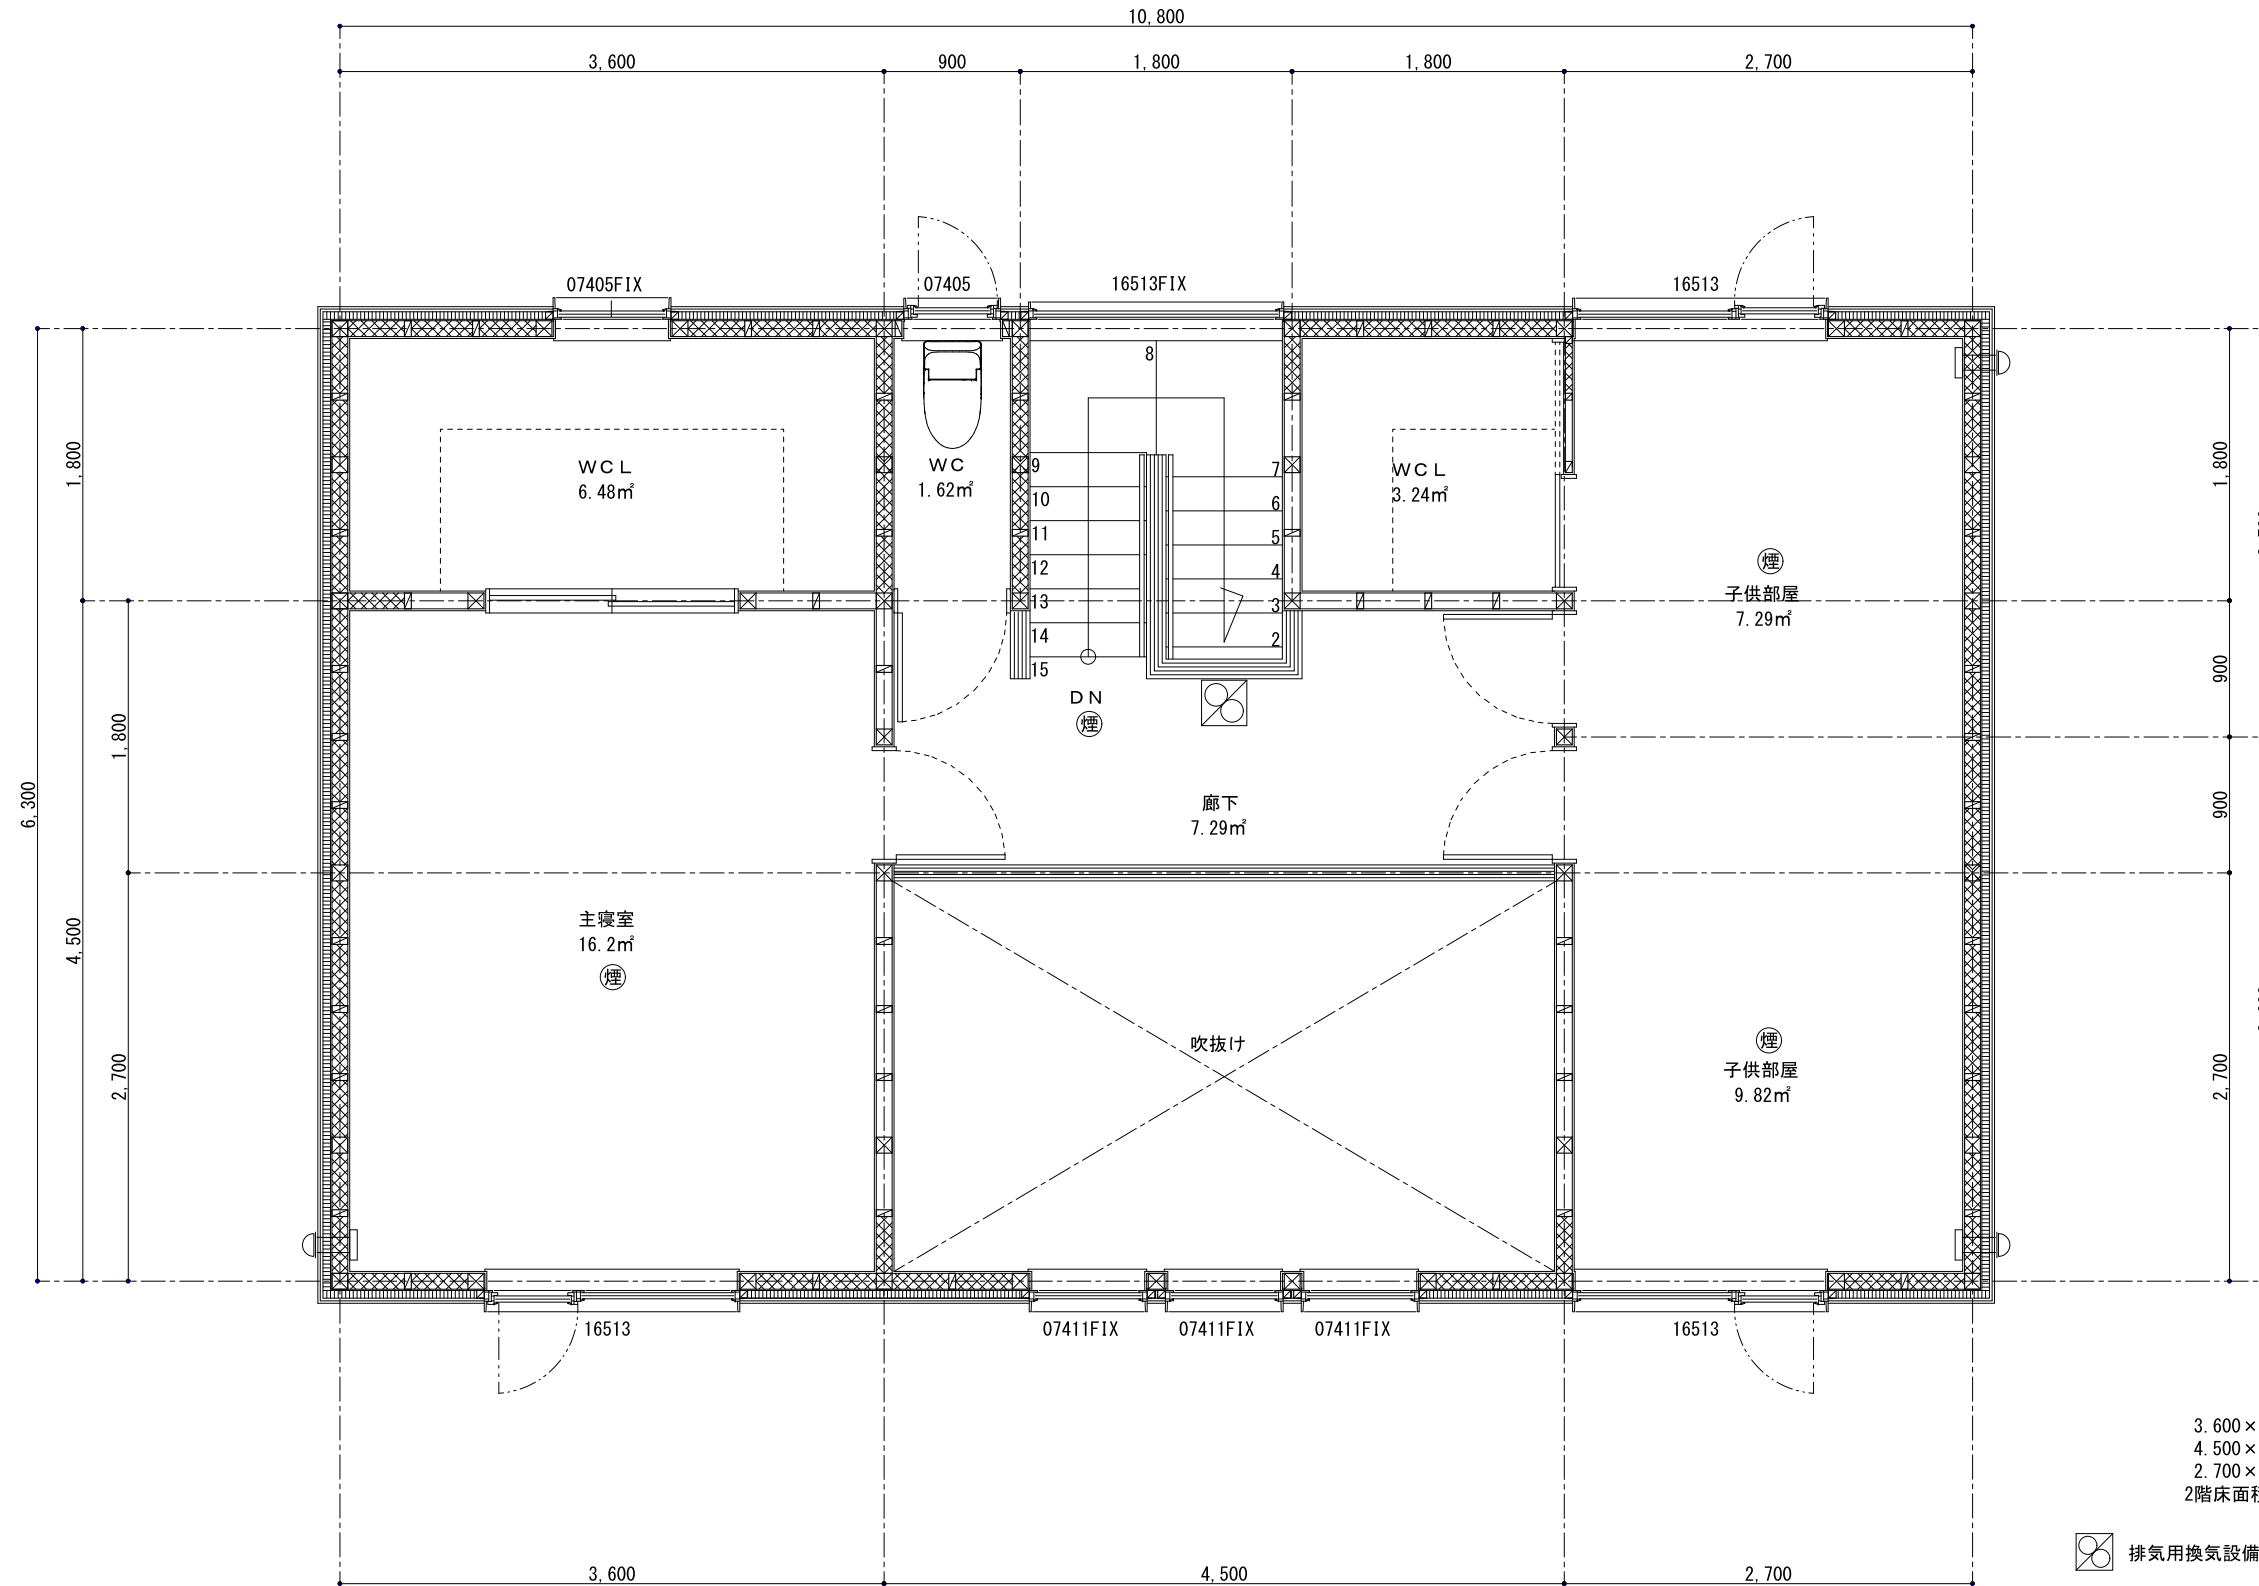 10,800
3,600
900
1,800
1,800
2,700
07405FIX
07405
16513FIX
16513
8
ＷＣＬ
6.48㎡
ＷＣ
1.62㎡
9
10
11
12
13
14
15
7
6
5
4
3
2
ＷＣＬ
3.24㎡
煙
子供部屋
7.29㎡
ＤＮ
煙
廊下
7.29㎡
主寝室
16.2㎡
煙
吹抜け
煙
子供部屋
9.82㎡
6,300
1,800
4,500
1,800
2,700
1,800
900
900
2,700
16513
07411FIX
07411FIX
07411FIX
16513
3.600×
4.500×
2.700×
2階床面
排気用換気設備
3,600
4,500
2,700